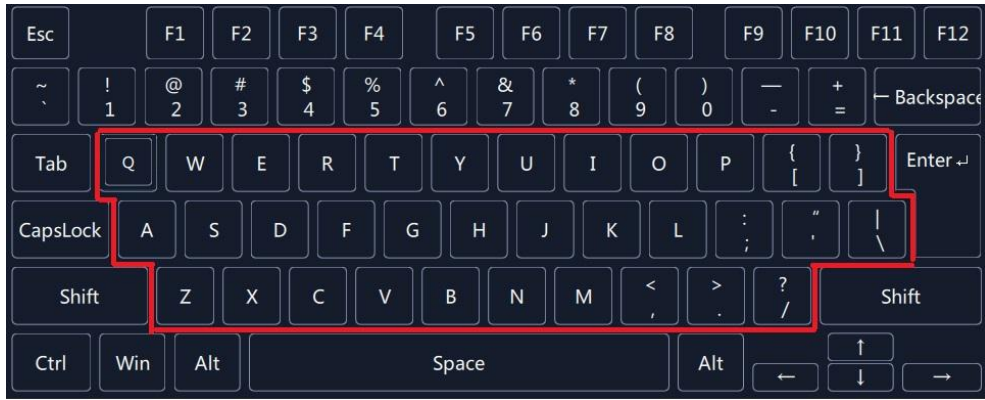 Esc F1 F2 F3 F4 F5 F6 F7 F8 F9 F10 F11 F12
~ ! @ # $ % ^ & * ( ) — +
` 1 2 3 4 5 6 7 8 9 0 - = ← Backspace
Tab Q W E R T Y U I O P { } Enter ↵
[ ]
CapsLock A S D F G H J K L : " |
; ' \
Shift Z X C V B N M < > ? Shift
, . /
Ctrl Win Alt Space Alt ↑
← ↓ →